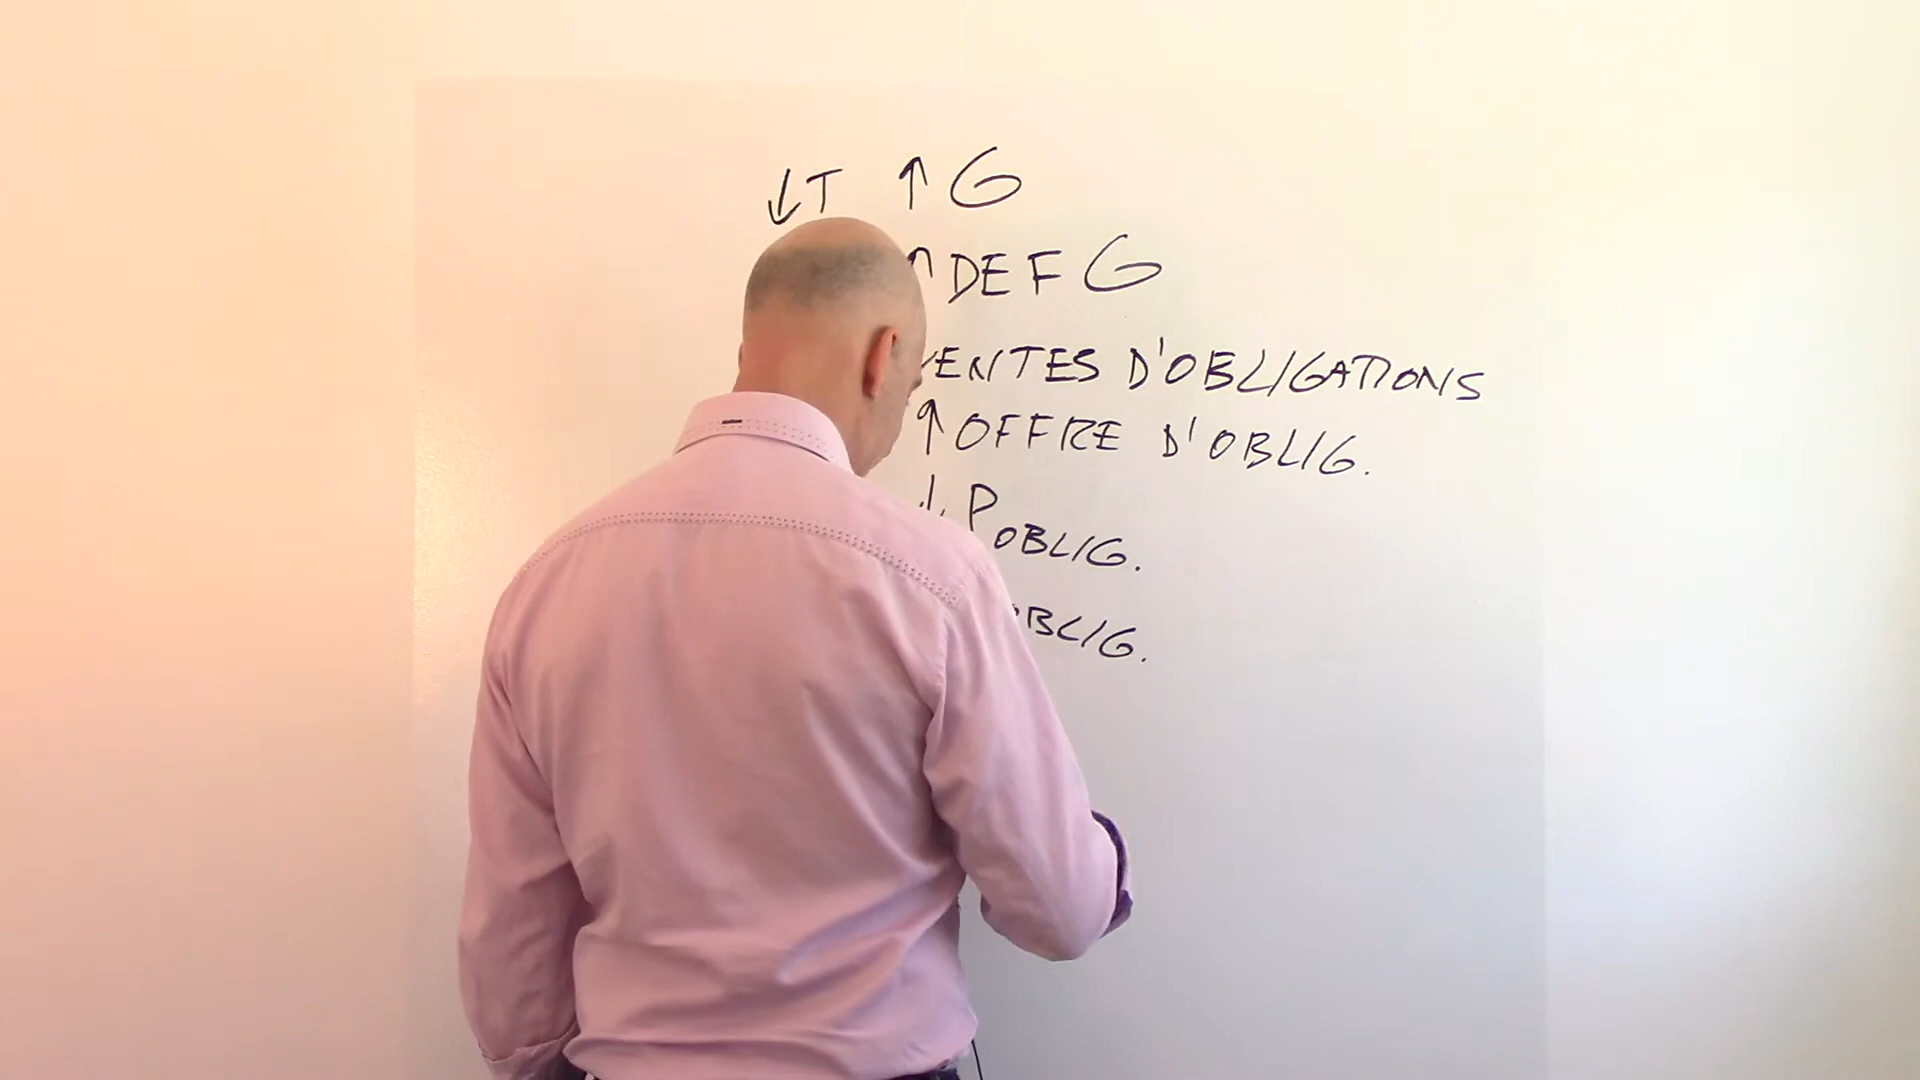 ↓T ↑G
↑DEF G
VENTES D'OBLIGATIONS
↑OFFRE D'OBLIG.
↓ P OBLIG.
OBLIG.